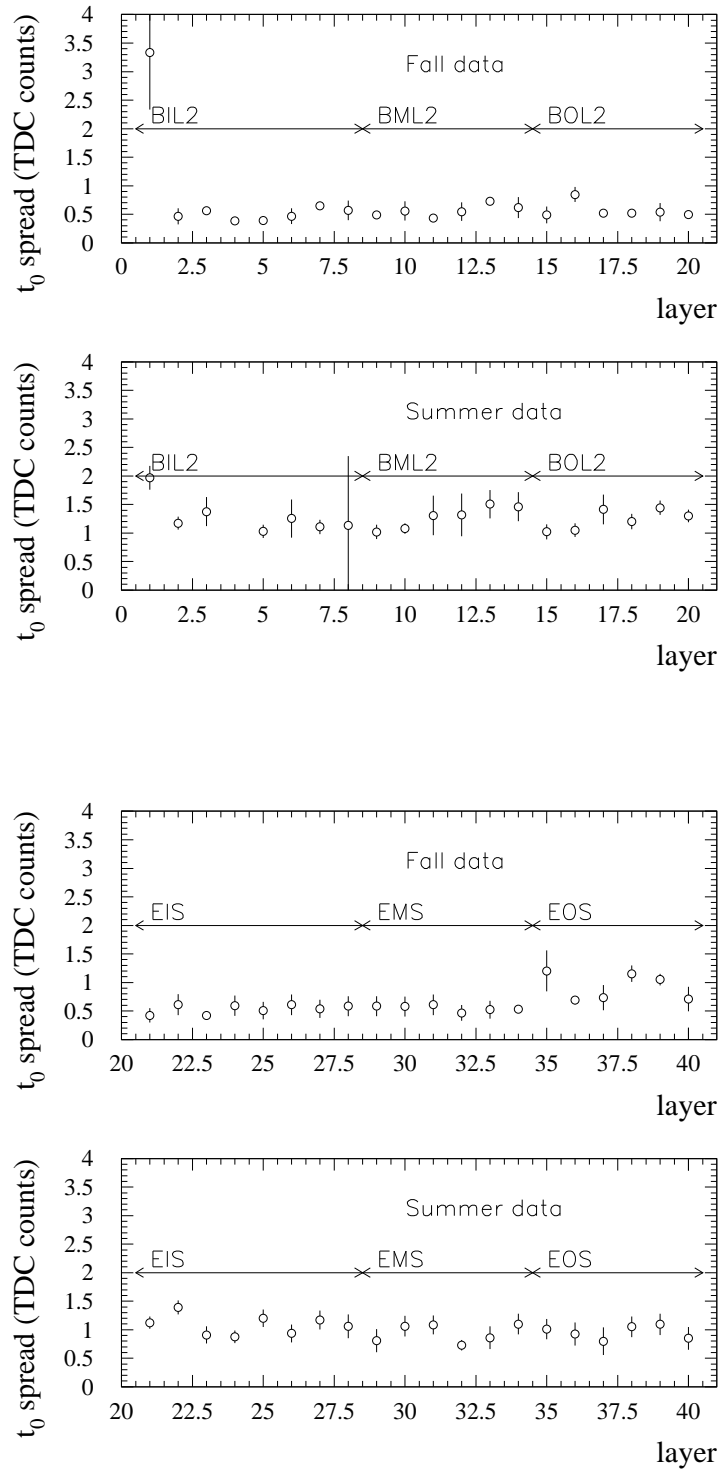 t0 spread (TDC counts)
4
3.5
3
2.5
2
1.5
1
0.5
0
Fall data
BIL2 BML2 BOL2
0 2.5 5 7.5 10 12.5 15 17.5 20
layer
t0 spread (TDC counts)
4
3.5
3
2.5
2
1.5
1
0.5
0
Summer data
BIL2 BML2 BOL2
0 2.5 5 7.5 10 12.5 15 17.5 20
layer
t0 spread (TDC counts)
4
3.5
3
2.5
2
1.5
1
0.5
0
Fall data
EIS EMS EOS
20 22.5 25 27.5 30 32.5 35 37.5 40
layer
t0 spread (TDC counts)
4
3.5
3
2.5
2
1.5
1
0.5
0
Summer data
EIS EMS EOS
20 22.5 25 27.5 30 32.5 35 37.5 40
layer